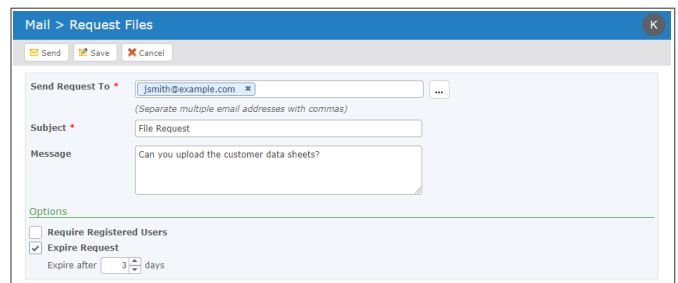 Mail > Request Files
K
Send Save Cancel
Send Request To * jsmith@example.com × ...
(Separate multiple email addresses with commas)
Subject * File Request
Message Can you upload the customer data sheets?
Options
Require Registered Users
Expire Request
Expire after 3 days